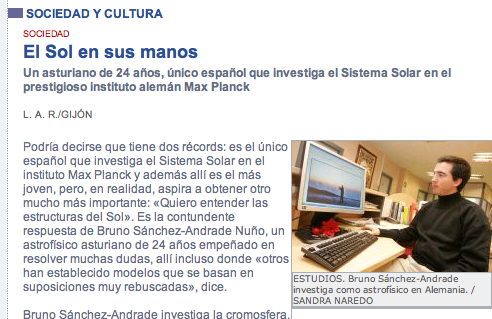 SOCIEDAD Y CULTURA
SOCIEDAD
El Sol en sus manos
Un asturiano de 24 años, único español que investiga el Sistema Solar en el
prestigioso instituto alemán Max Planck
L. A. R./GIJÓN
Podría decirse que tiene dos récords: es el único
español que investiga el Sistema Solar en el
instituto Max Planck y además allí es el más
joven, pero, en realidad, aspira a obtener otro
mucho más importante: «Quiero entender las
estructuras del Sol». Es la contundente
respuesta de Bruno Sánchez-Andrade Nuño, un
astrofísico asturiano de 24 años empeñado en
resolver muchas dudas, allí incluso donde «otros
han establecido modelos que se basan en
suposiciones muy rebuscadas», dice.
Bruno Sánchez-Andrade investiga la cromosfera,
ESTUDIOS. Bruno Sánchez-Andrade
investiga como astrofísico en Alemania. /
SANDRA NAREDO